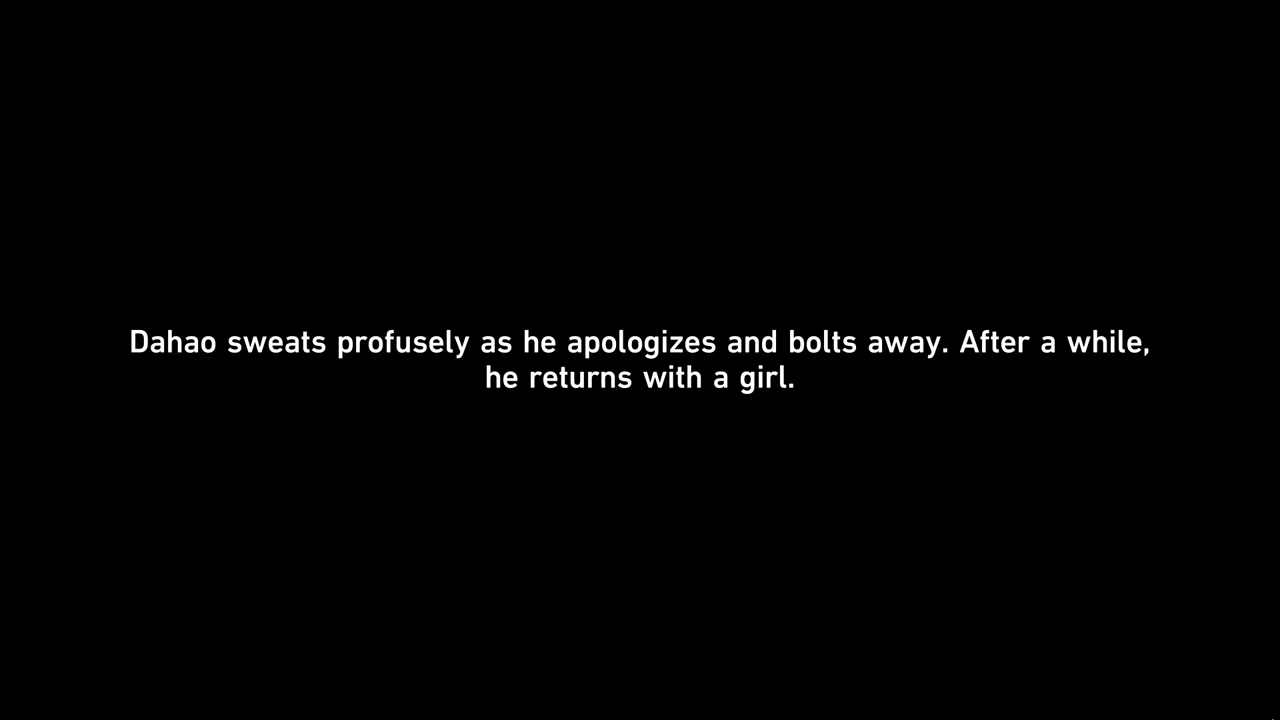 Dahao sweats profusely as he apologizes and bolts away. After a while,
he returns with a girl.